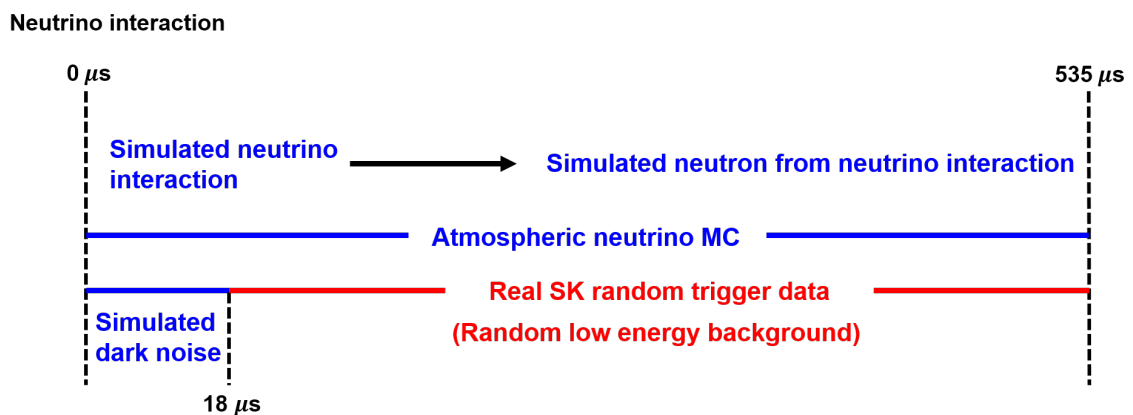 Neutrino interaction
0 μs
535 μs
Simulated neutrino
interaction
Simulated neutron from neutrino interaction
Atmospheric neutrino MC
Real SK random trigger data
(Random low energy background)
Simulated
dark noise
18 μs